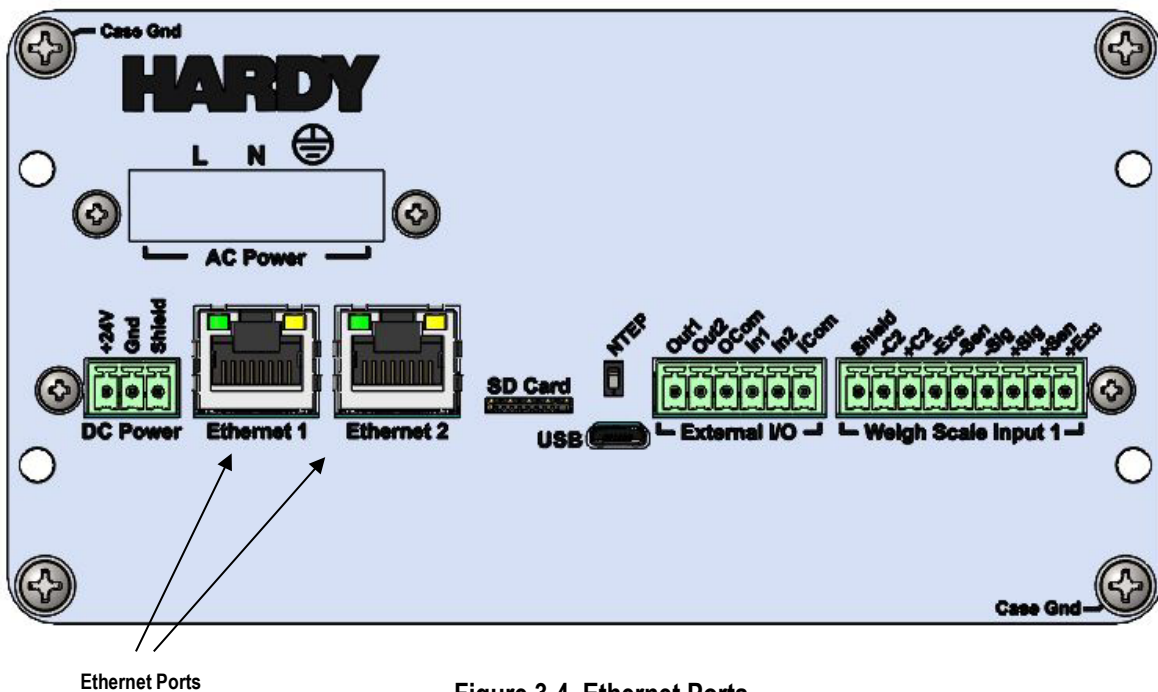 Case Gnd
HARDY
L N
AC Power
+24V
Gnd
Shield
DC Power
Ethernet 1
Ethernet 2
SD Card
NTEP
USB
Out1
Out2
OCom
In1
In2
ICom
External I/O
Shield
-C2
+C2
-Exc
-Sen
-Sig
+Sig
+Sen
+Exc
Weigh Scale Input 1
Case Gnd
Ethernet Ports
Figure 3-4. Ethernet Ports